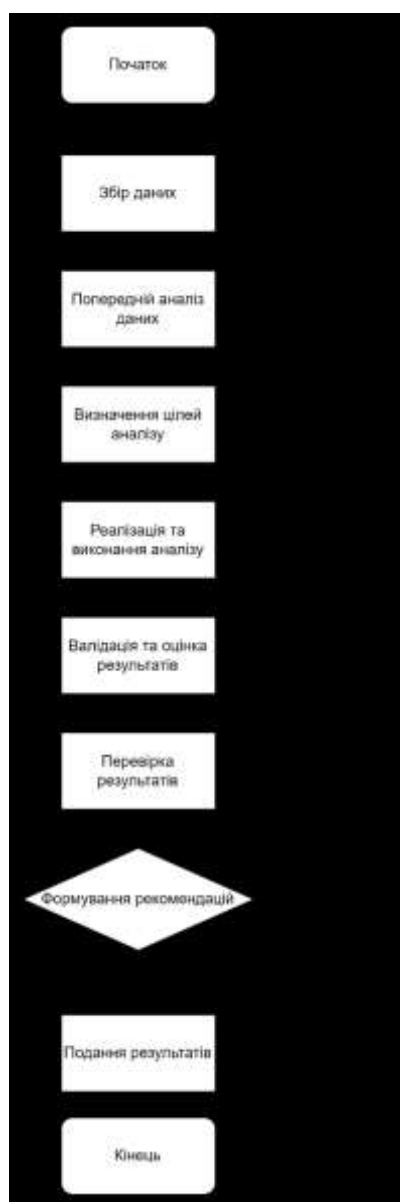 Початок
Збір даних
Попередній аналіз
даних
Визначення цілей
аналізу
Реалізація та
виконання аналізу
Валідація та оцінка
результатів
Перевірка
результатів
Формування рекомендацій
Подання результатів
Кінець